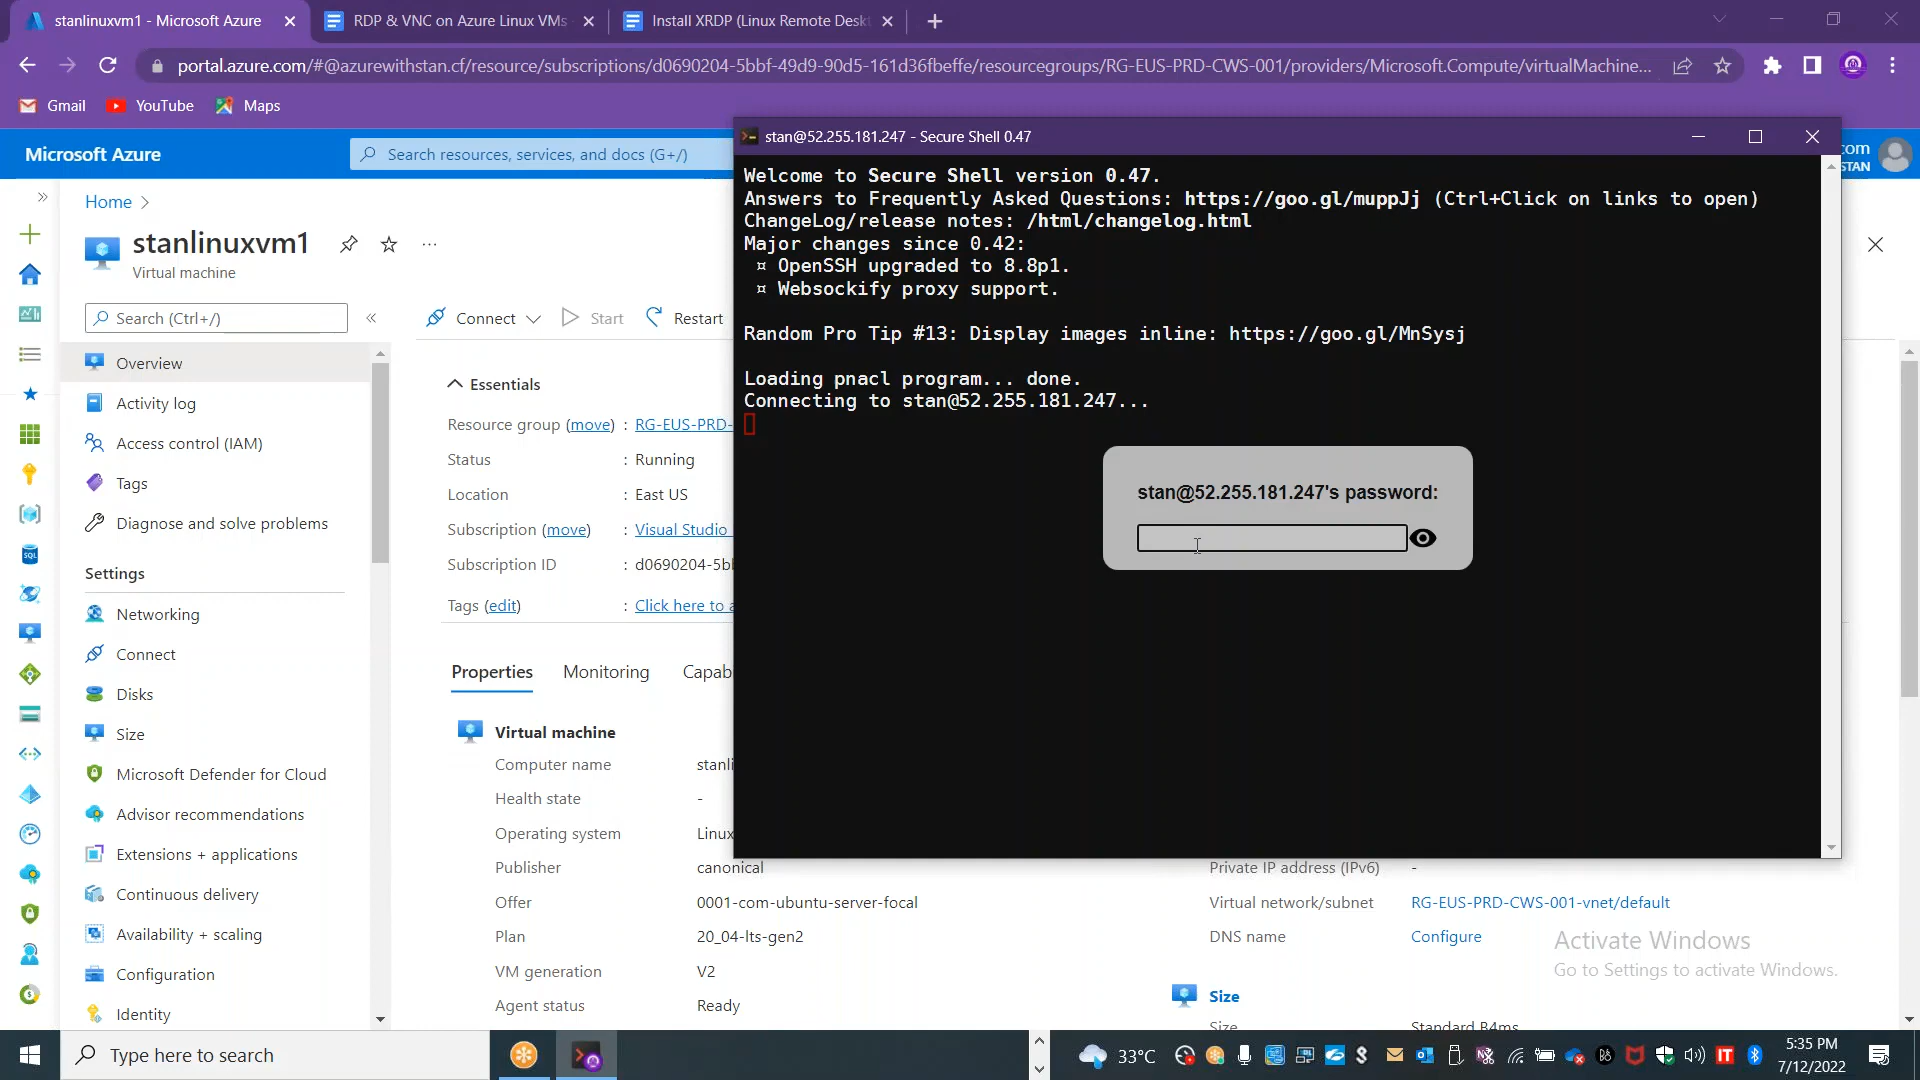 stanlinuxvm1 - Microsoft Azure
RDP & VNC on Azure Linux VMs
Install XRDP (Linux Remote Deskt
portal.azure.com/#@azurewithstan.cf/resource/subscriptions/d0690204-5bbf-49d9-90d5-161d36fbeffe/resourcegroups/RG-EUS-PRD-CWS-001/providers/Microsoft.Compute/virtualMachine...
Gmail
YouTube
Maps
Microsoft Azure
Search resources, services, and docs (G+/)
com
STAN
Home
stanlinuxvm1
Virtual machine
Search (Ctrl+/)
«
Connect
Start
Restart
Overview
Activity log
Access control (IAM)
Tags
Diagnose and solve problems
Settings
Networking
Connect
Disks
Size
Microsoft Defender for Cloud
Advisor recommendations
Extensions + applications
Continuous delivery
Availability + scaling
Configuration
Identity
Essentials
Resource group (move) : RG-EUS-PRD-
Status : Running
Location : East US
Subscription (move) : Visual Studio
Subscription ID : d0690204-5bb
Tags (edit) : Click here to a
Properties
Monitoring
Capab
Virtual machine
Computer name stanli
Health state -
Operating system Linux
Publisher canonical
Offer 0001-com-ubuntu-server-focal
Plan 20_04-lts-gen2
VM generation V2
Agent status Ready
Private IP address (IPv6) -
Virtual network/subnet RG-EUS-PRD-CWS-001-vnet/default
DNS name Configure
Size
Size Standard B4ms
Activate Windows
Go to Settings to activate Windows.
stan@52.255.181.247 - Secure Shell 0.47
Welcome to Secure Shell version 0.47.
Answers to Frequently Asked Questions: https://goo.gl/muppJj (Ctrl+Click on links to open)
ChangeLog/release notes: /html/changelog.html
Major changes since 0.42:
¤ OpenSSH upgraded to 8.8p1.
¤ Websockify proxy support.
Random Pro Tip #13: Display images inline: https://goo.gl/MnSysj
Loading pnacl program... done.
Connecting to stan@52.255.181.247...
stan@52.255.181.247's password:
Type here to search
33°C
5:35 PM
7/12/2022